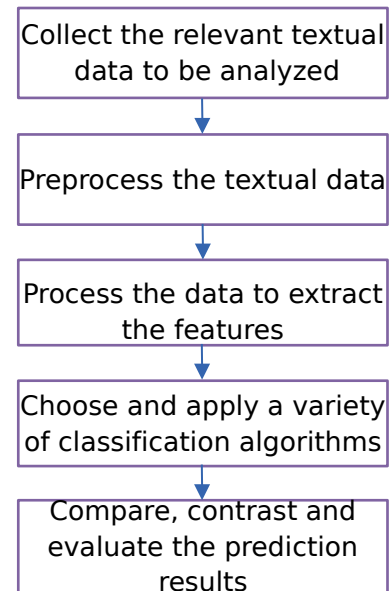 Collect the relevant textual
data to be analyzed
Preprocess the textual data
Process the data to extract
the features
Choose and apply a variety
of classification algorithms
Compare, contrast and
evaluate the prediction
results